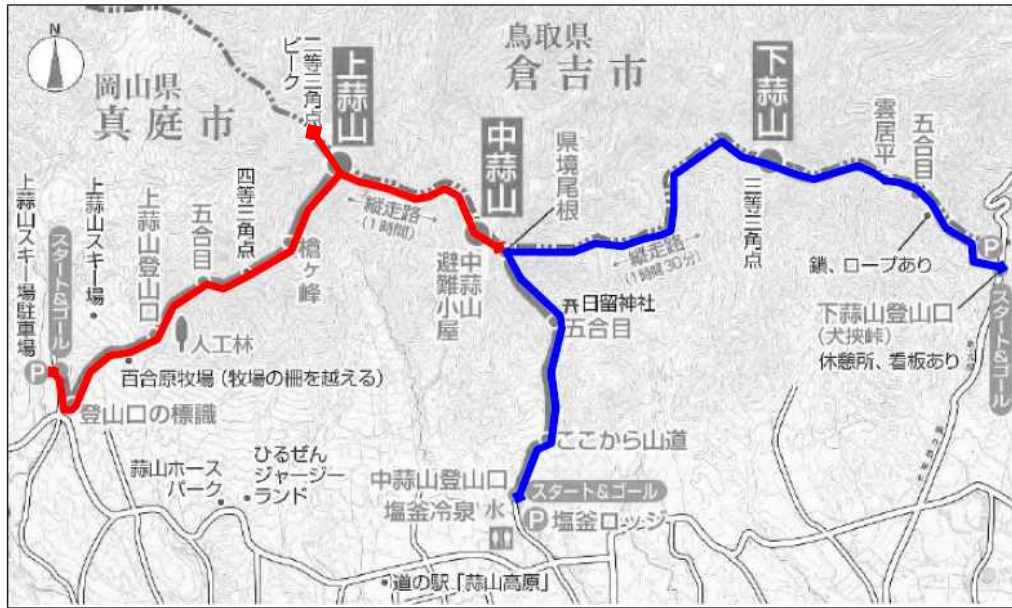 N
岡山県
真庭市
二等三角点
ピーク
上蒜山
鳥取県
倉吉市
中蒜山
県境尾根
下蒜山
雲居平
五合目
上蒜山スキー場駐車場
スタート&ゴール
上蒜山スキー場
上蒜山登山口
五合目
四等三角点
槍ヶ峰
縦走路
(1時間)
中蒜山
避難小屋
縦走路
(1時間30分)
三等三角点
鎖、ロープあり
P
下蒜山登山口
(犬挟峠)
休憩所、看板あり
スタート&ゴール
日留神社
五合目
人工林
P
百合原牧場(牧場の柵を越える)
登山口の標識
ここから山道
蒜山ホース
パーク
ひるぜん
ジャージー
ランド
中蒜山登山口
スタート&ゴール
塩釜冷泉 水
P 塩釜ロッジ
道の駅「蒜山高原」